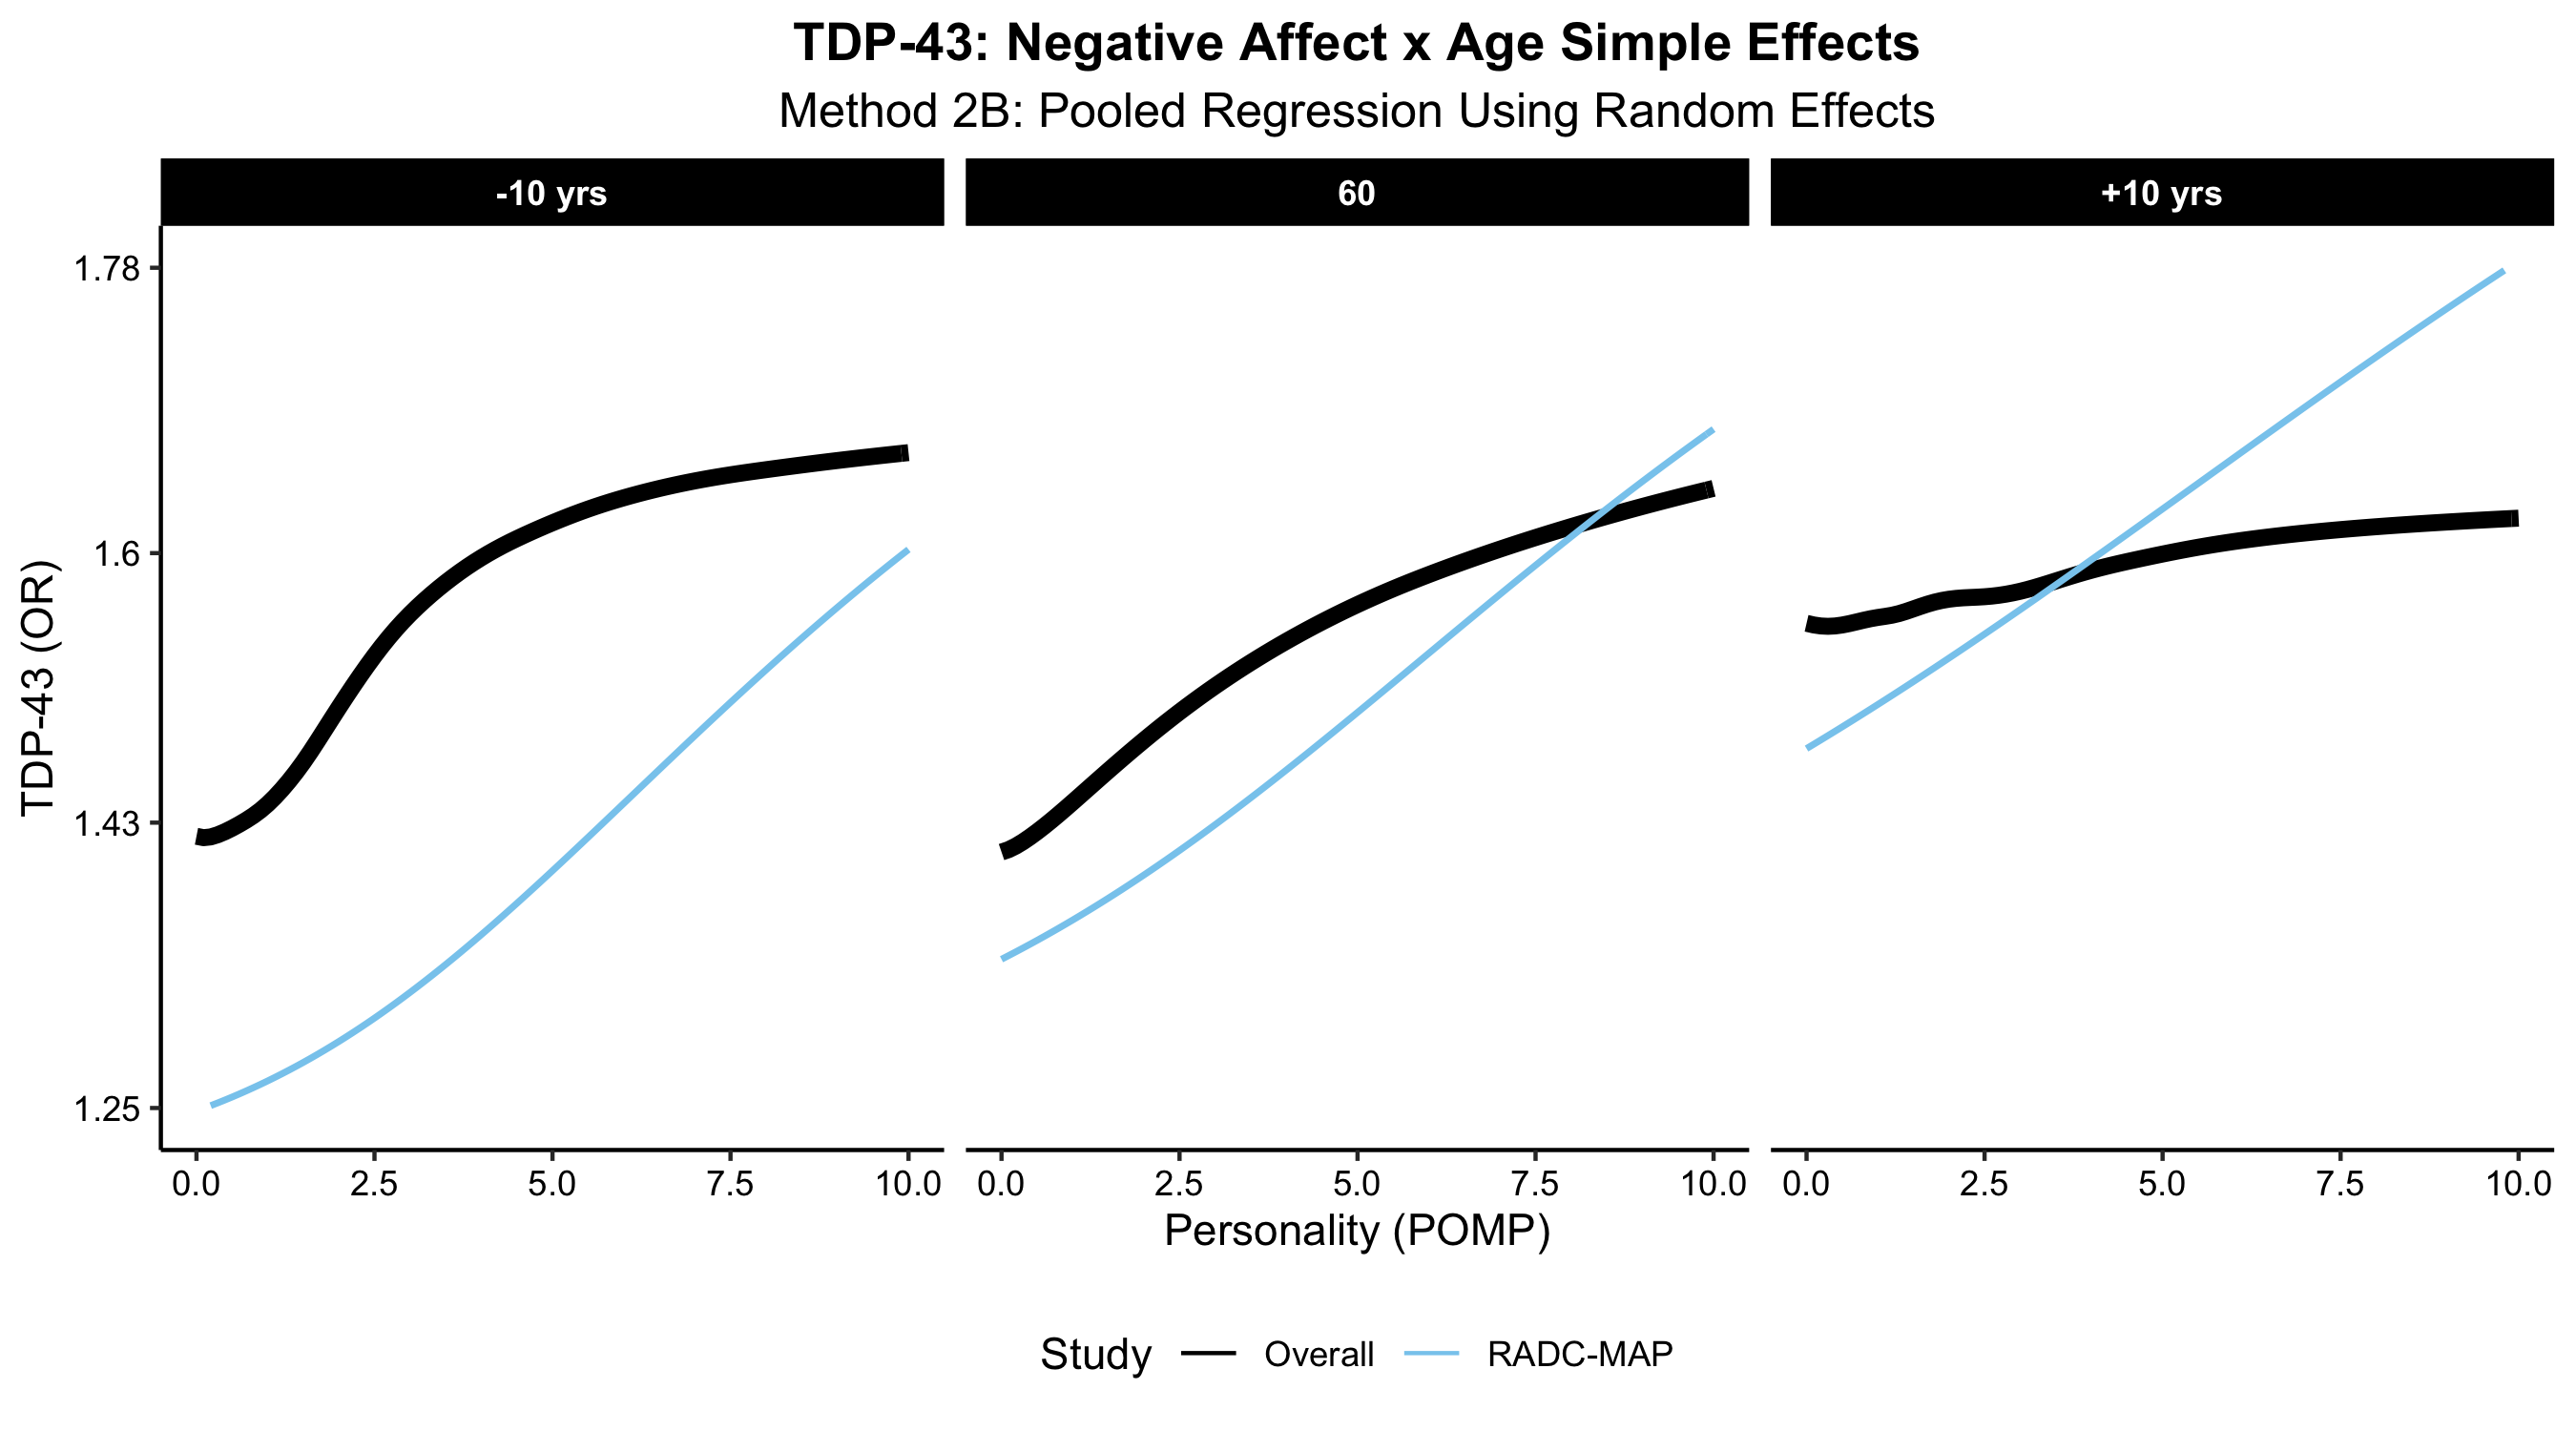 TDP-43: Negative Affect x Age Simple Effects
Method 2B: Pooled Regression Using Random Effects
-10 yrs 60 +10 yrs
1.78
1.6
1.43
1.25
TDP-43 (OR)
0.0 2.5 5.0 7.5 10.0 0.0 2.5 5.0 7.5 10.0 0.0 2.5 5.0 7.5 10.0
Personality (POMP)
Study Overall RADC-MAP